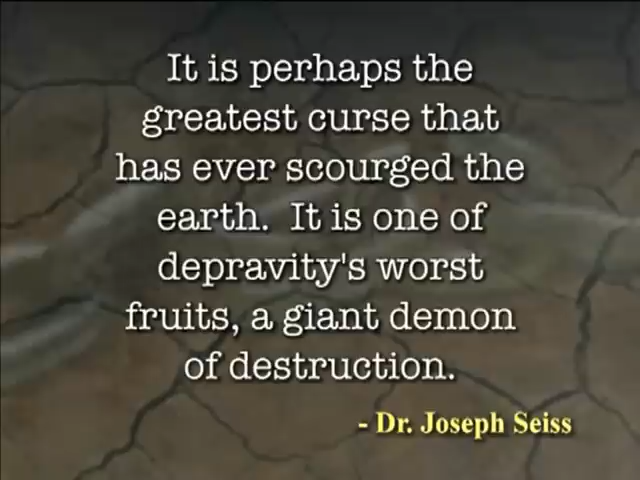 It is perhaps the
greatest curse that
has ever scourged the
earth.  It is one of
depravity's worst
fruits, a giant demon
of destruction.
- Dr. Joseph Seiss